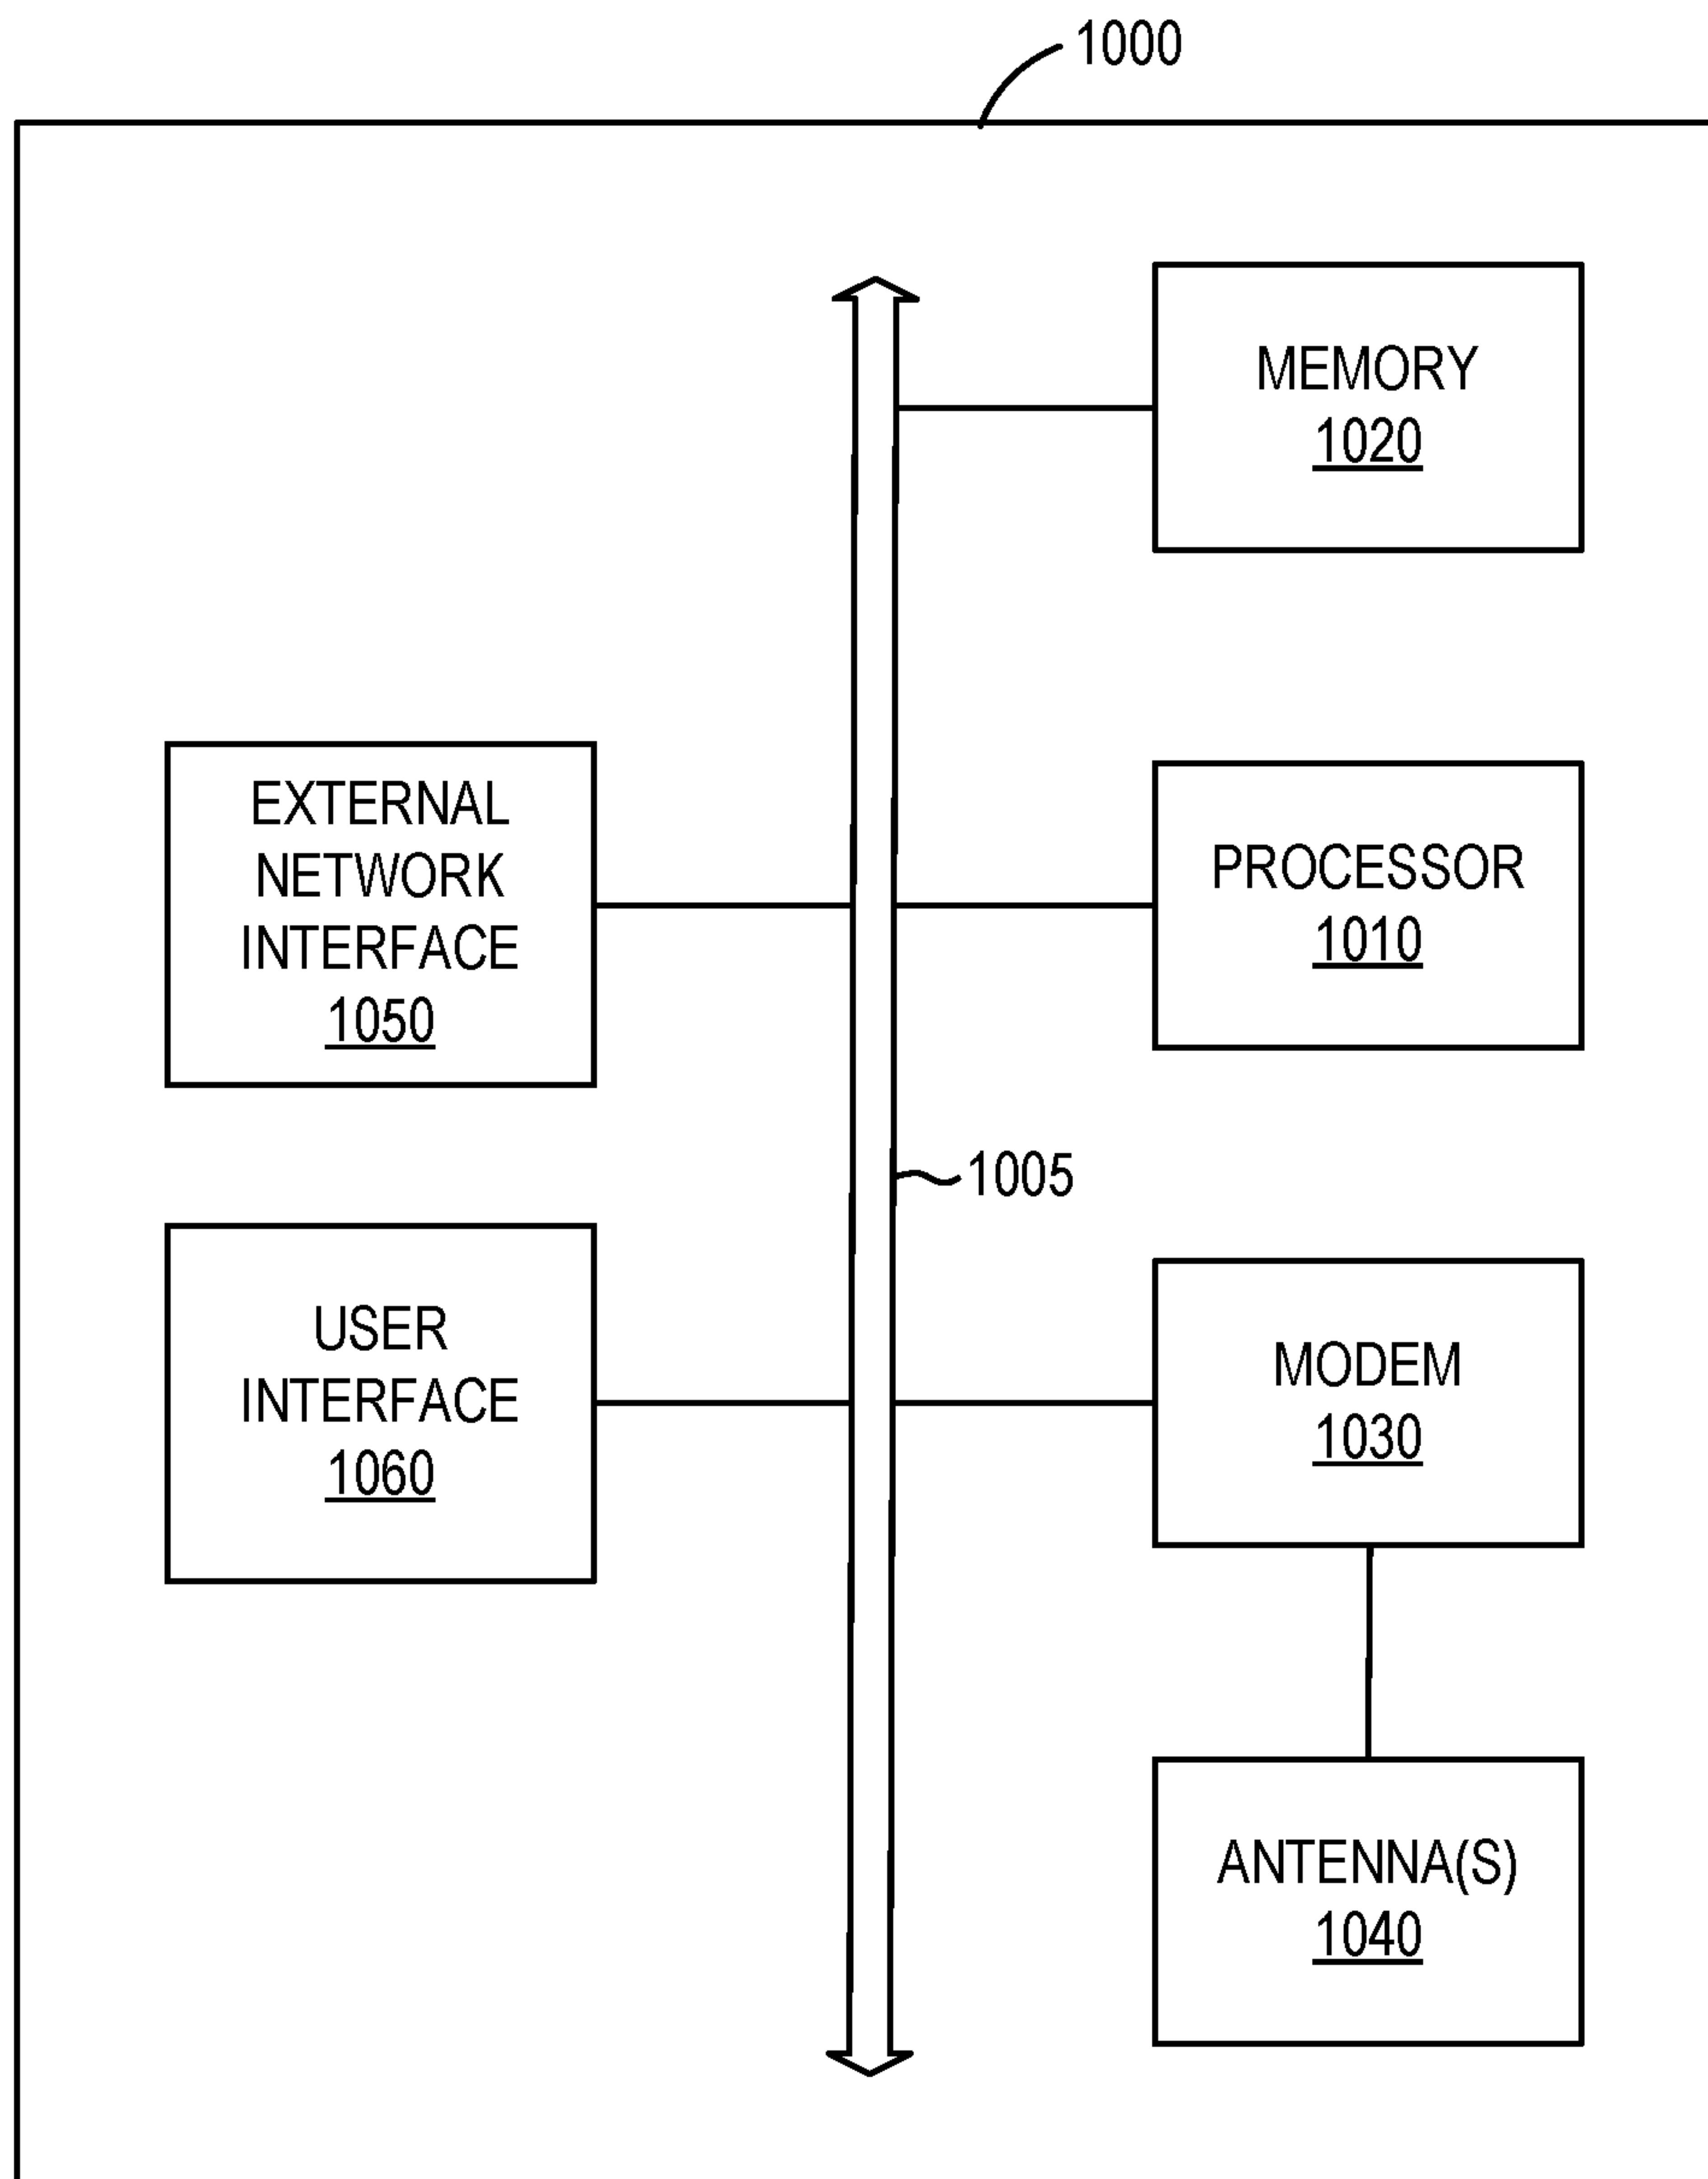 1000
MEMORY
1020
EXTERNAL
NETWORK
INTERFACE
1050
PROCESSOR
1010
1005
USER
INTERFACE
1060
MODEM
1030
ANTENNA(S)
1040